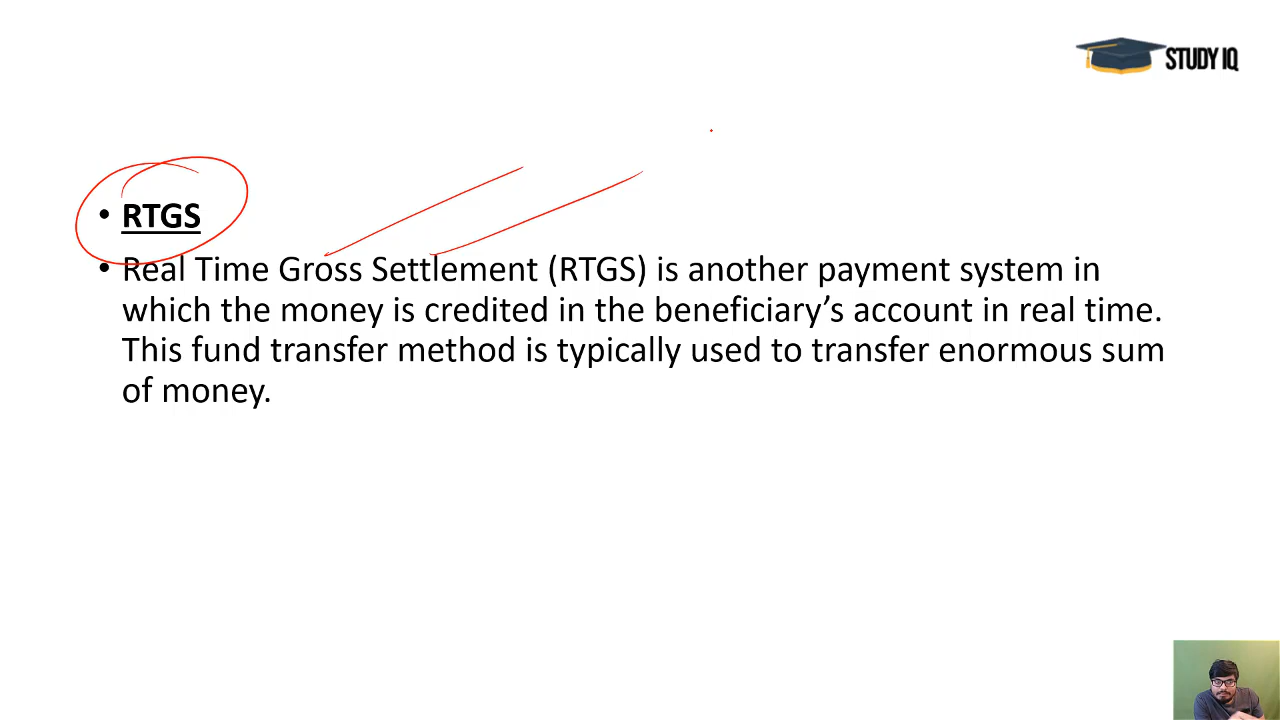 STUDY IQ
• RTGS
• Real Time Gross Settlement (RTGS) is another payment system in
which the money is credited in the beneficiary’s account in real time.
This fund transfer method is typically used to transfer enormous sum
of money.